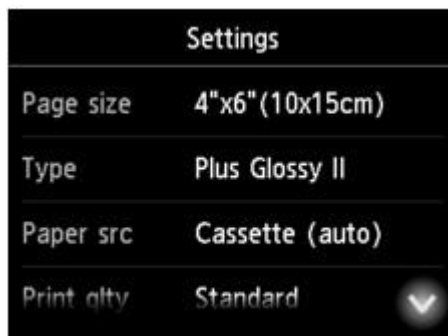 Settings
Page size 4"x6"(10x15cm)
Type Plus Glossy II
Paper src Cassette (auto)
Print qlty Standard